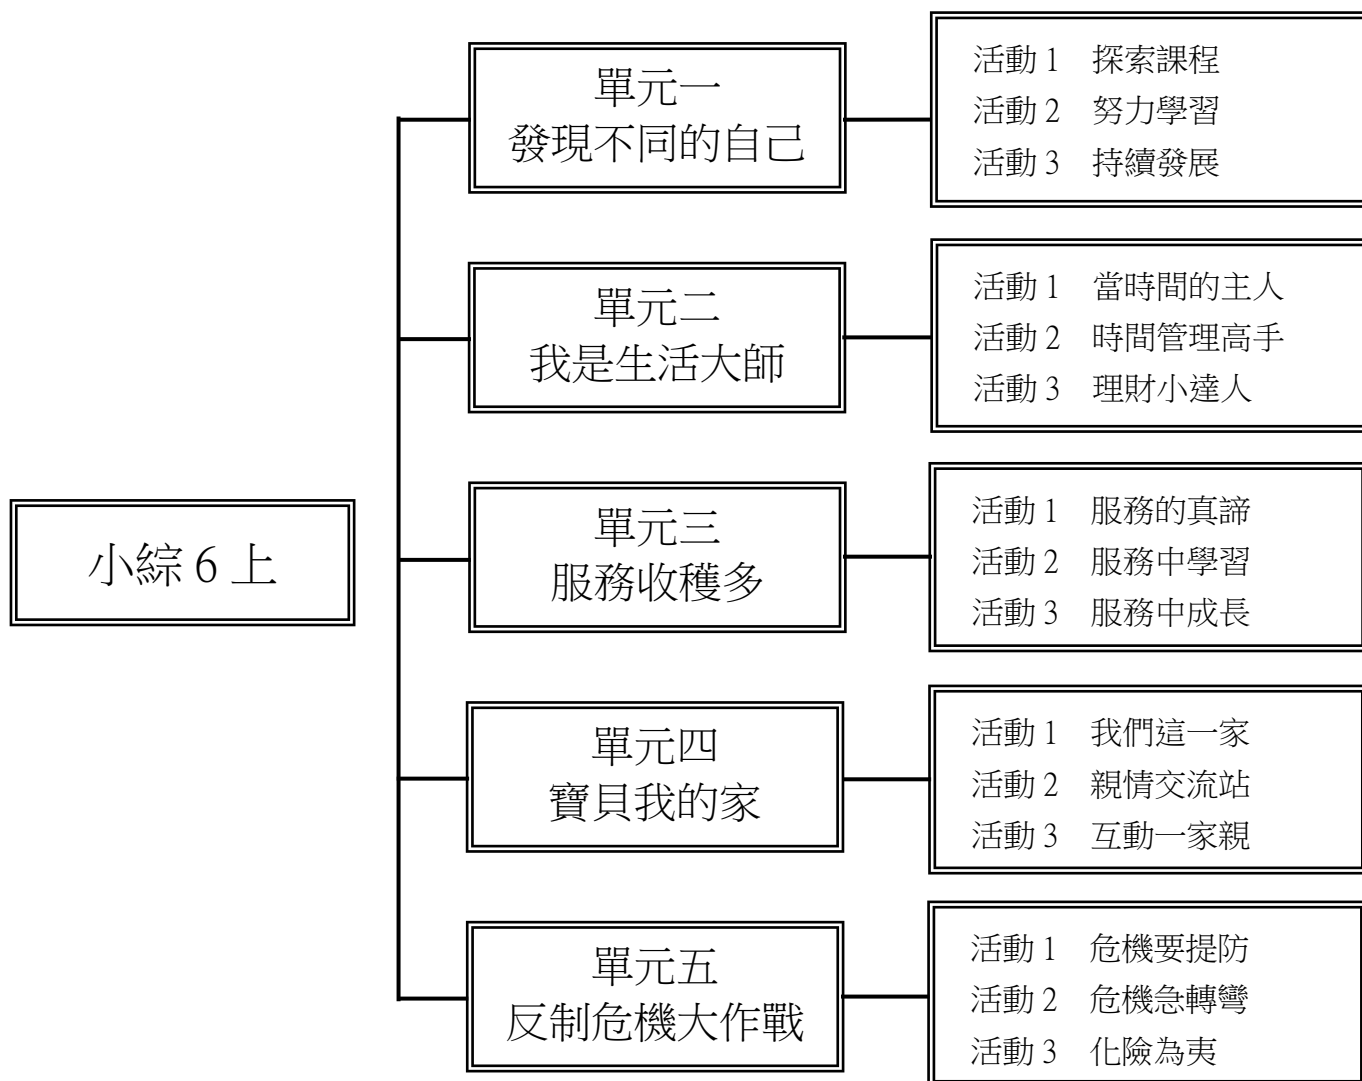 小綜 6 上
單元一
發現不同的自己
活動 1　探索課程
活動 2　努力學習
活動 3　持續發展
單元二
我是生活大師
活動 1　當時間的主人
活動 2　時間管理高手
活動 3　理財小達人
單元三
服務收穫多
活動 1　服務的真諦
活動 2　服務中學習
活動 3　服務中成長
單元四
寶貝我的家
活動 1　我們這一家
活動 2　親情交流站
活動 3　互動一家親
單元五
反制危機大作戰
活動 1　危機要提防
活動 2　危機急轉彎
活動 3　化險為夷